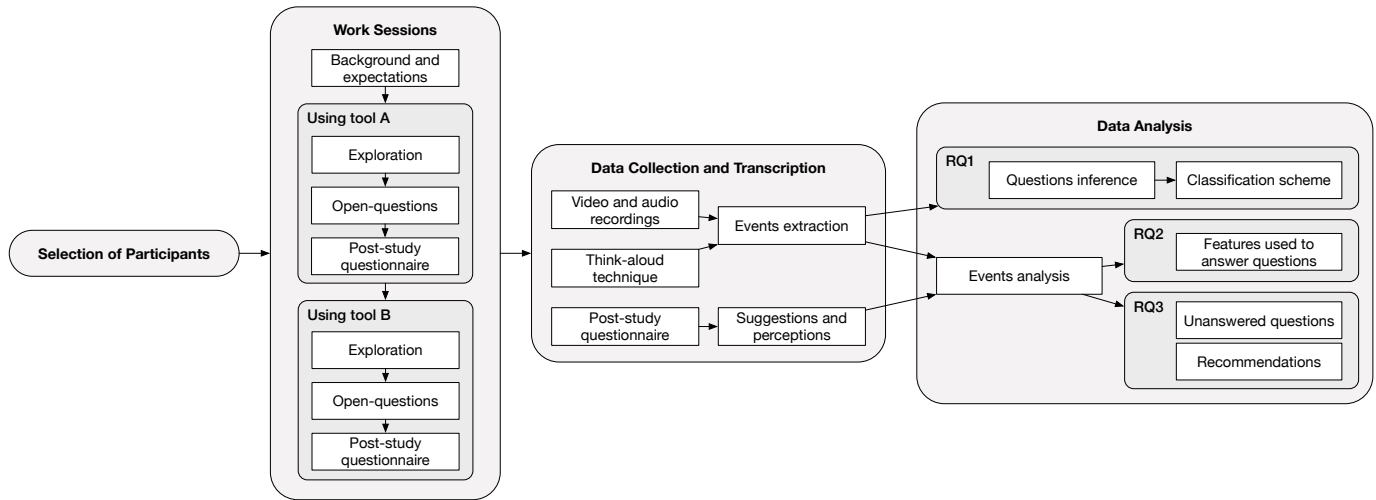 Selection of Participants
Work Sessions
Background and
expectations
Using tool A
Exploration
Open-questions
Post-study
questionnaire
Using tool B
Exploration
Open-questions
Post-study
questionnaire
Data Collection and Transcription
Video and audio
recordings
Think-aloud
technique
Post-study
questionnaire
Events extraction
Suggestions and
perceptions
Data Analysis
RQ1
Questions inference
Classification scheme
Events analysis
RQ2
Features used to
answer questions
RQ3
Unanswered questions
Recommendations